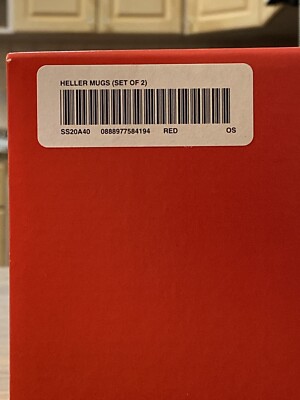 HELLER MUGS (SET OF 2)
SS20A40 0888977584194 RED OS